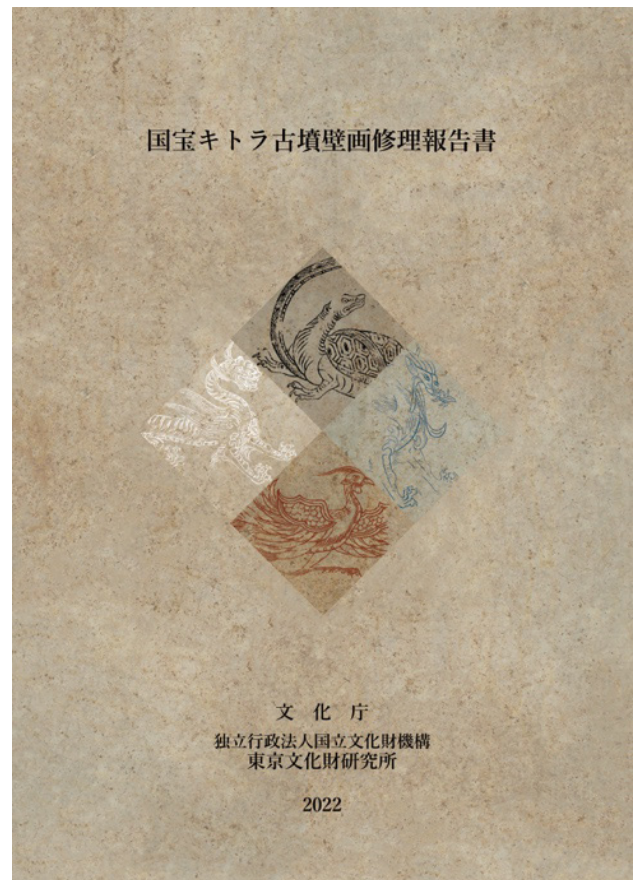 国宝キトラ古墳壁画修理報告書
文化庁
独立行政法人国立文化財機構
東京文化財研究所
2022